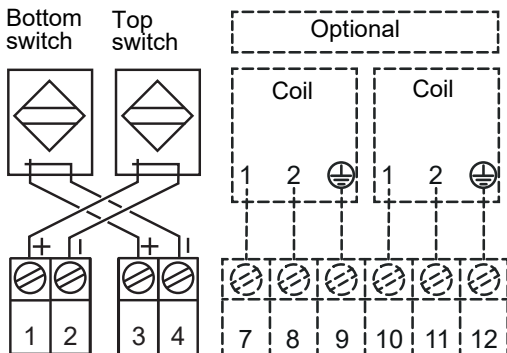 Bottom switch
Top switch
Optional
Coil
Coil
1 2
1 2
+ − + −
1 2 3 4 7 8 9 10 11 12